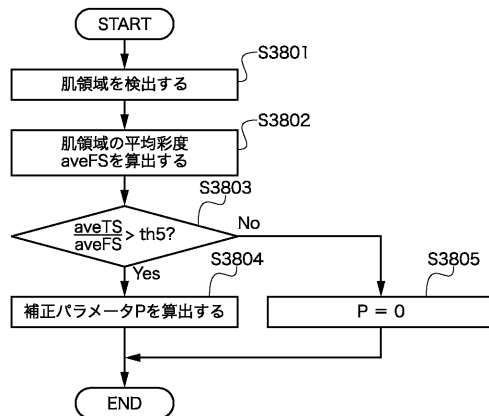 START
S3801
肌領域を検出する
S3802
肌領域の平均彩度
aveFSを算出する
S3803
aveTS
aveFS
> th5?
No
Yes
S3804
補正パラメータPを算出する
S3805
P = 0
END